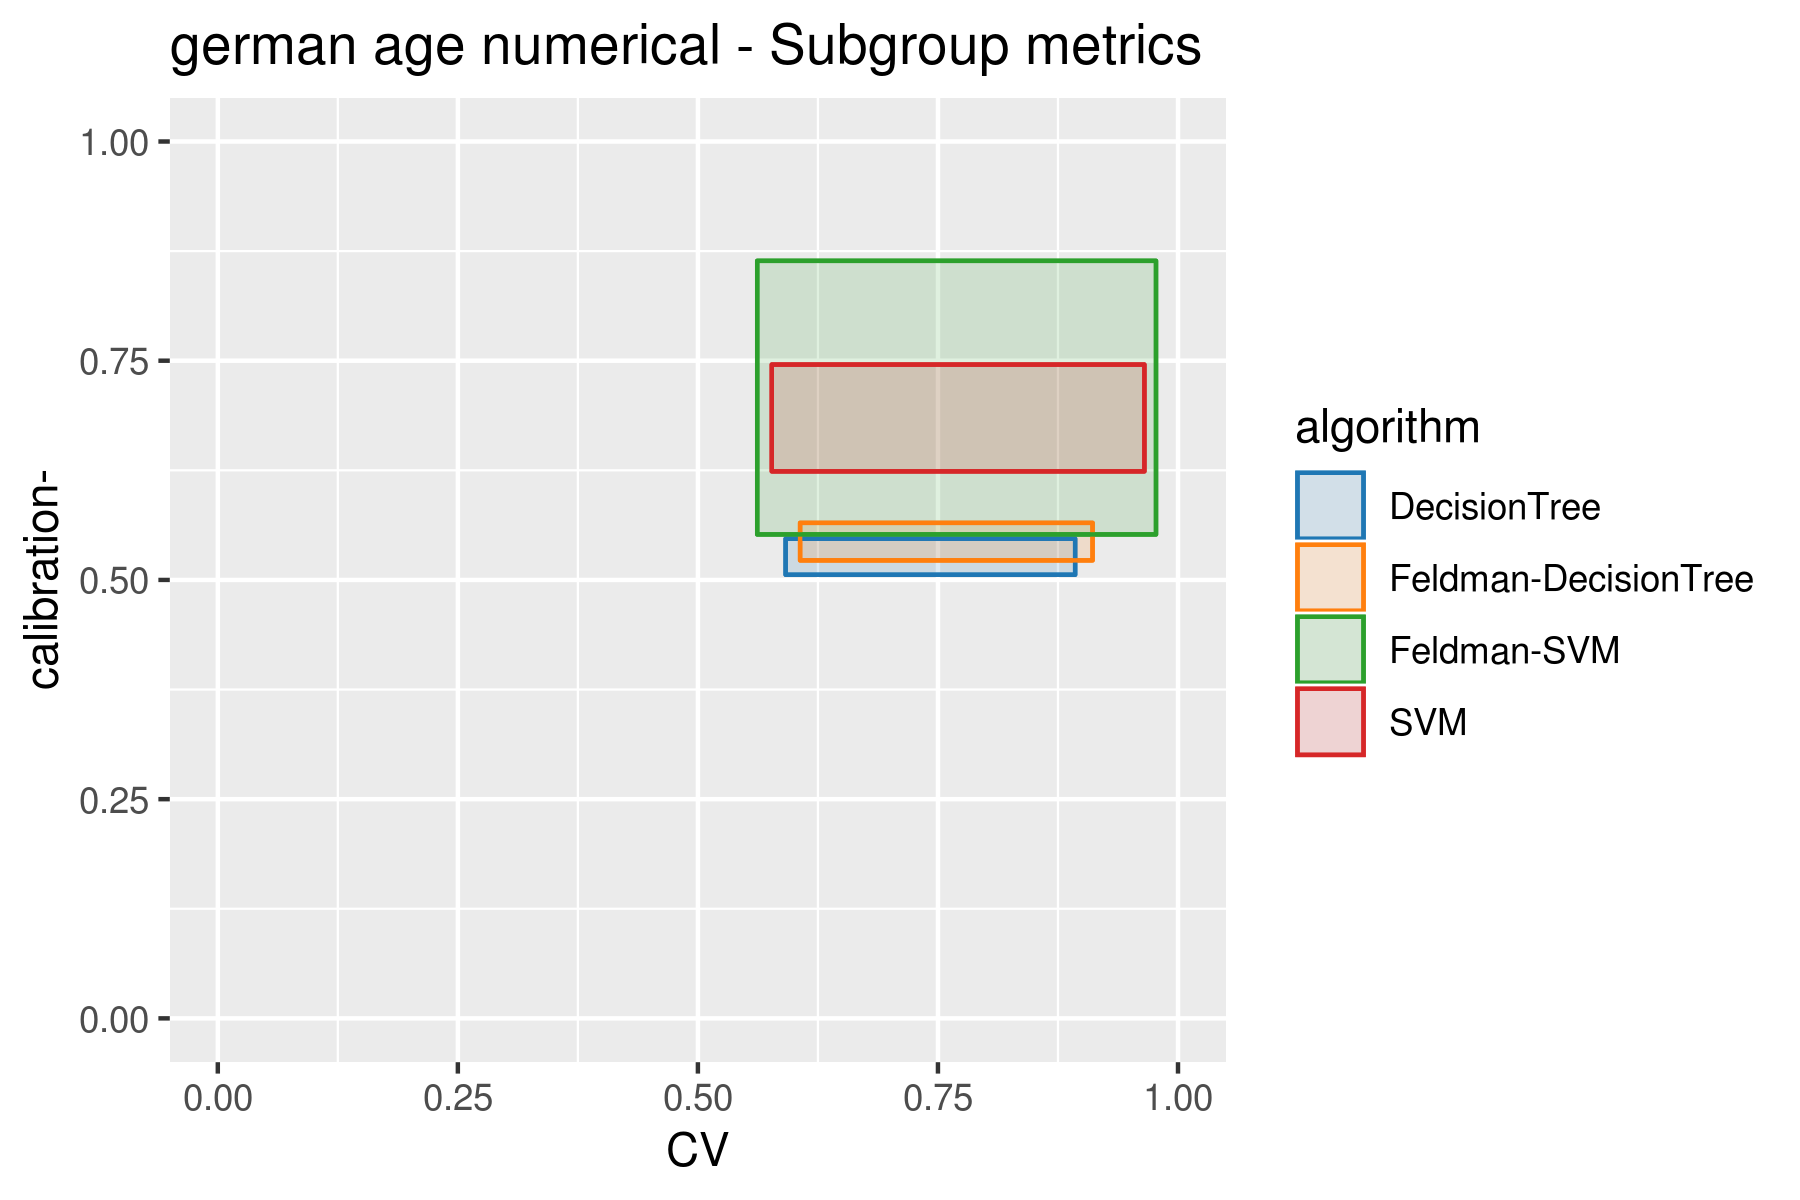 german age numerical - Subgroup metrics
calibration-
1.00
0.75
0.50
0.25
0.00
0.00 0.25 0.50 0.75 1.00
CV
algorithm
DecisionTree
Feldman-DecisionTree
Feldman-SVM
SVM